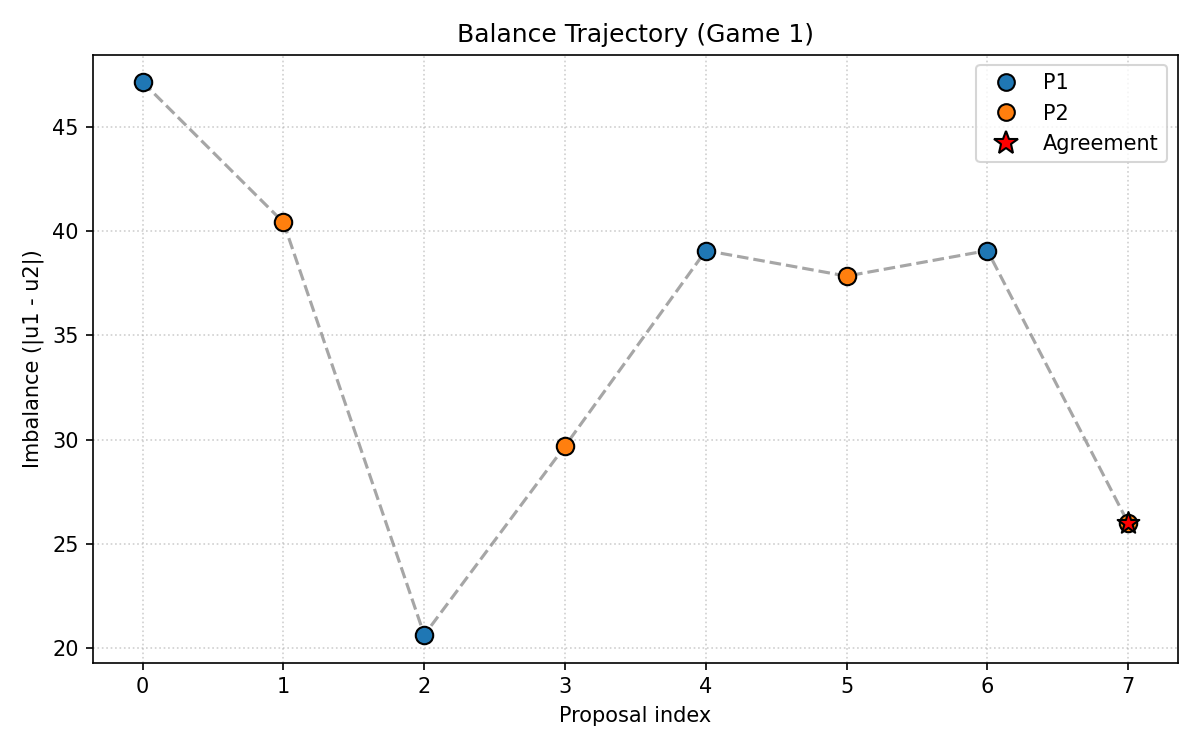 Balance Trajectory (Game 1)
P1
P2
Agreement
Imbalance (|u1 - u2|)
45
40
35
30
25
20
0 1 2 3 4 5 6 7
Proposal index